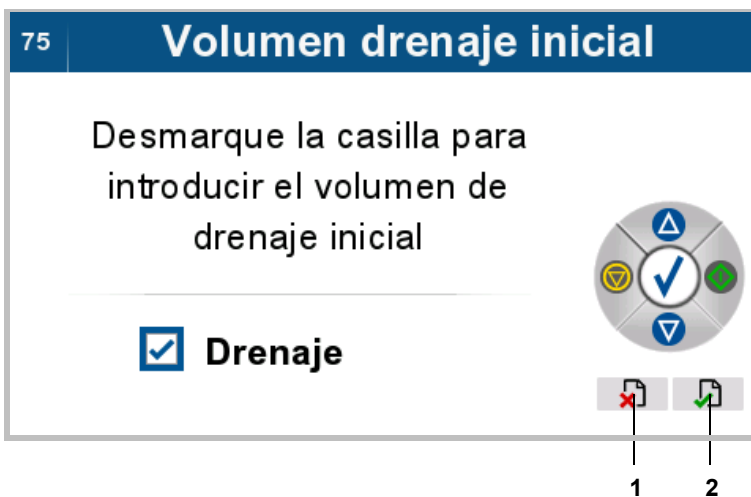 75
Volumen drenaje inicial
Desmarque la casilla para
introducir el volumen de
drenaje inicial
Drenaje
1
2